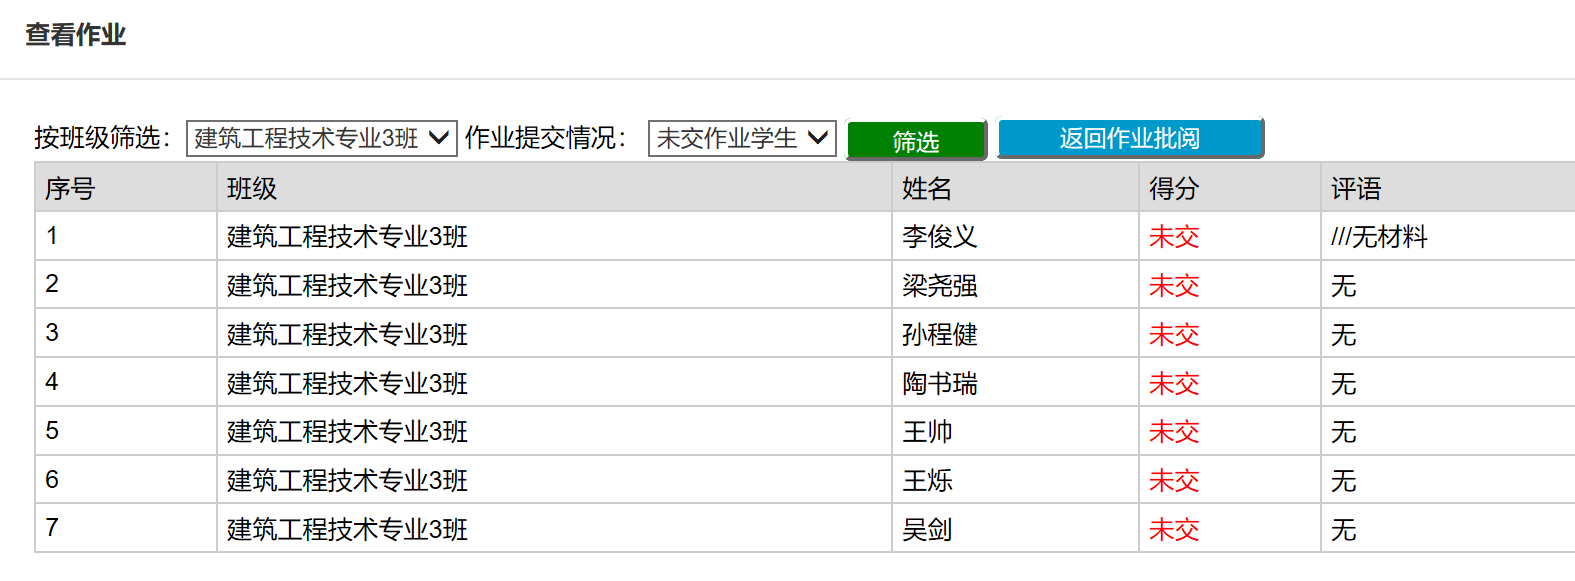 查看作业
按班级筛选： 建筑工程技术专业3班 作业提交情况： 未交作业学生 筛选 返回作业批阅
序号 班级 姓名 得分 评语
1 建筑工程技术专业3班 李俊义 未交 ///无材料
2 建筑工程技术专业3班 梁尧强 未交 无
3 建筑工程技术专业3班 孙程健 未交 无
4 建筑工程技术专业3班 陶书瑞 未交 无
5 建筑工程技术专业3班 王帅 未交 无
6 建筑工程技术专业3班 王烁 未交 无
7 建筑工程技术专业3班 吴剑 未交 无